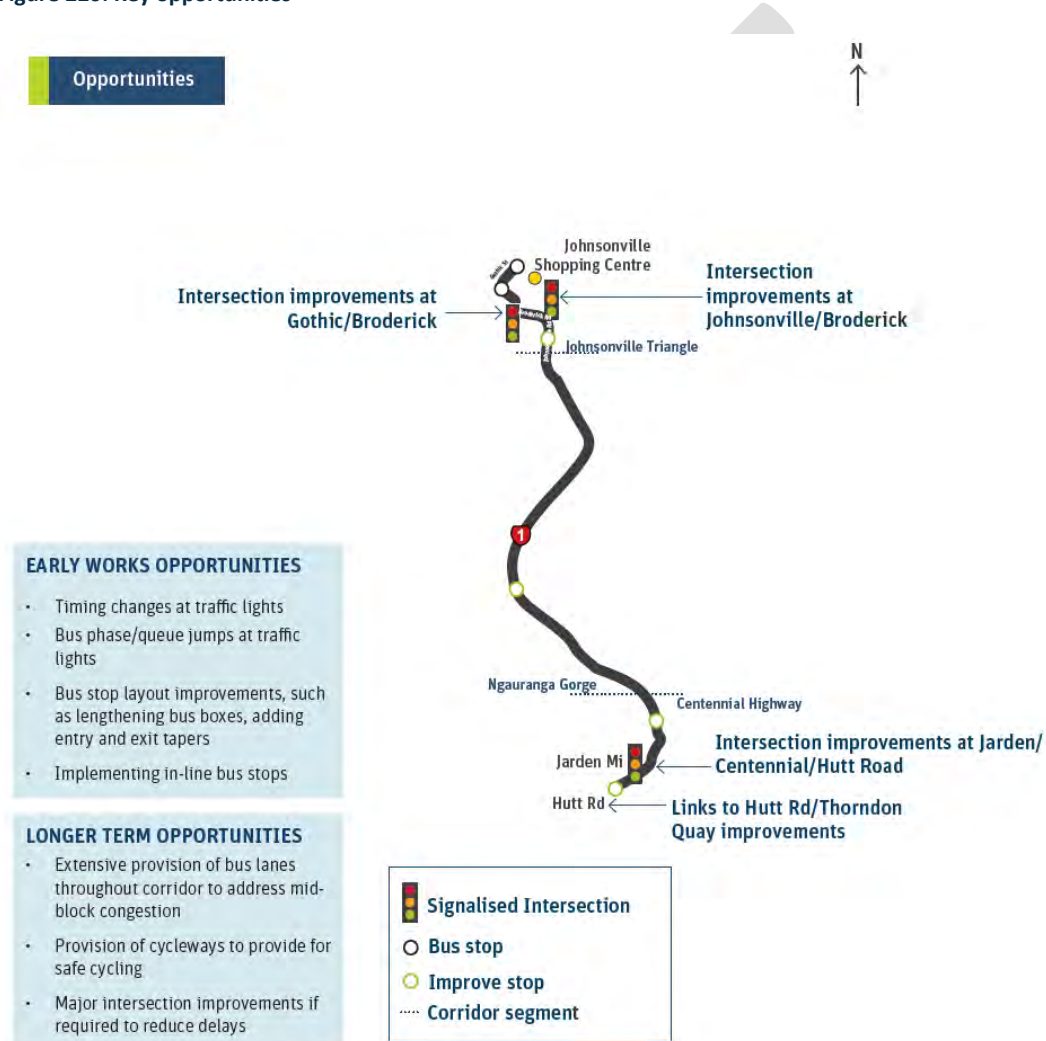 Opportunities
N
Johnsonville
Shopping Centre
Intersection
improvements at
Johnsonville/Broderick
Intersection improvements at
Gothic/Broderick
Johnsonville Triangle
1
EARLY WORKS OPPORTUNITIES
· Timing changes at traffic lights
· Bus phase/queue jumps at traffic
lights
· Bus stop layout improvements, such
as lengthening bus boxes, adding
entry and exit tapers
· Implementing in-line bus stops
Ngauranga Gorge
Centennial Highway
Jarden Mi
Intersection improvements at Jarden/
Centennial/Hutt Road
Hutt Rd
Links to Hutt Rd/Thorndon
Quay improvements
LONGER TERM OPPORTUNITIES
· Extensive provision of bus lanes
throughout corridor to address mid-
block congestion
· Provision of cycleways to provide for
safe cycling
· Major intersection improvements if
required to reduce delays
Signalised Intersection
Bus stop
Improve stop
Corridor segment